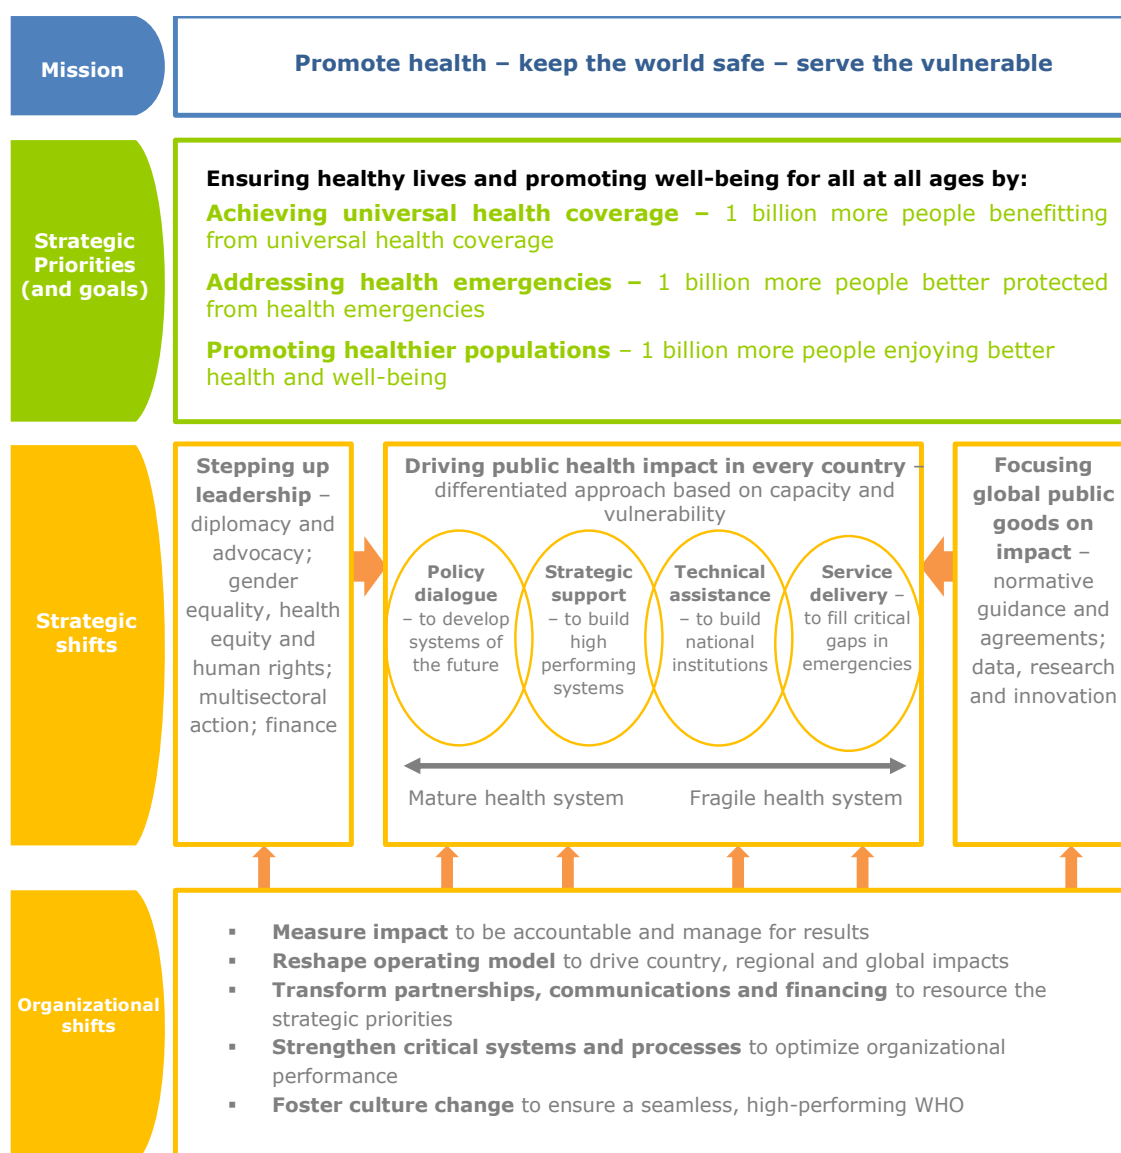 Mission
Promote health – keep the world safe – serve the vulnerable
Strategic
Priorities
(and goals)
Ensuring healthy lives and promoting well-being for all at all ages by:
Achieving universal health coverage – 1 billion more people benefitting
from universal health coverage
Addressing health emergencies – 1 billion more people better protected
from health emergencies
Promoting healthier populations – 1 billion more people enjoying better
health and well-being
Strategic
shifts
Stepping up
leadership –
diplomacy and
advocacy;
gender
equality, health
equity and
human rights;
multisectoral
action; finance
Driving public health impact in every country –
differentiated approach based on capacity and
vulnerability
Policy
dialogue
– to develop
systems of
the future
Strategic
support
– to build
high
performing
systems
Technical
assistance
– to build
national
institutions
Service
delivery –
to fill critical
gaps in
emergencies
Mature health system
Fragile health system
Focusing
global public
goods on
impact –
normative
guidance and
agreements;
data, research
and innovation
Organizational
shifts
▪ Measure impact to be accountable and manage for results
▪ Reshape operating model to drive country, regional and global impacts
▪ Transform partnerships, communications and financing to resource the
strategic priorities
▪ Strengthen critical systems and processes to optimize organizational
performance
▪ Foster culture change to ensure a seamless, high-performing WHO